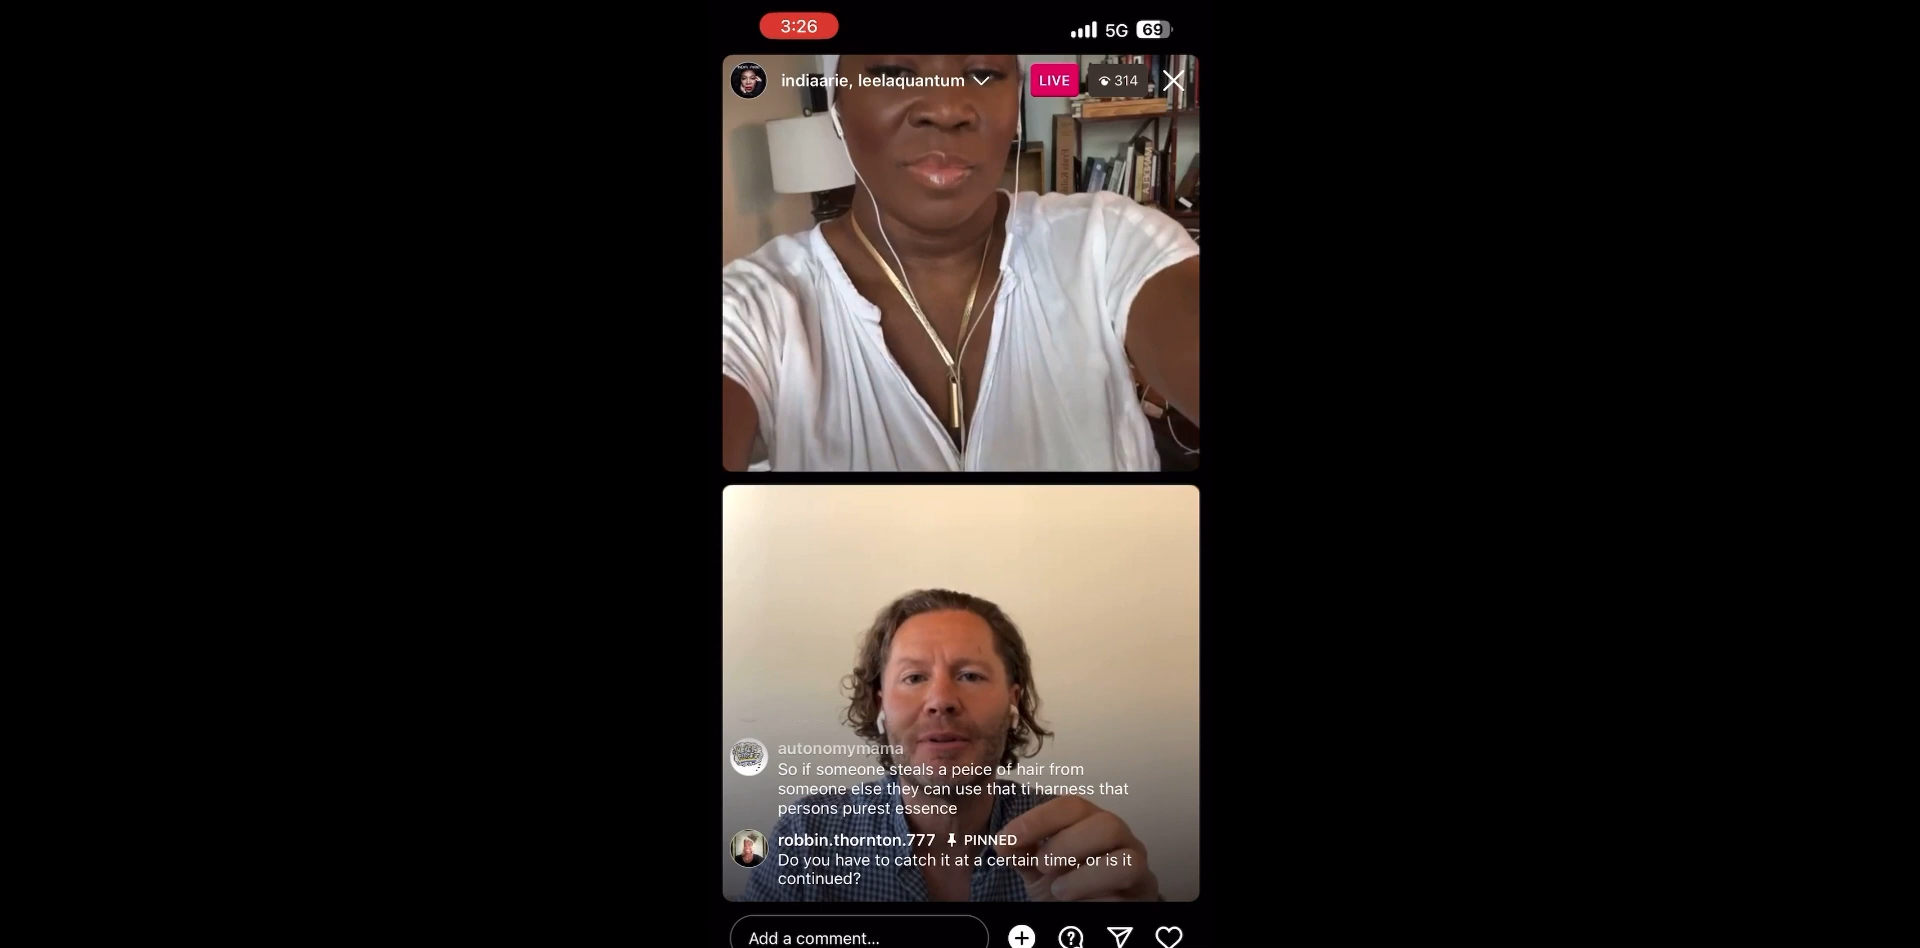 3:26
5G 69
indiaarie, leelaquantum LIVE 314
autonomymama
So if someone steals a peice of hair from
someone else they can use that ti harness that
persons purest essence
robbin.thornton.777 PINNED
Do you have to catch it at a certain time, or is it
continued?
Add a comment...